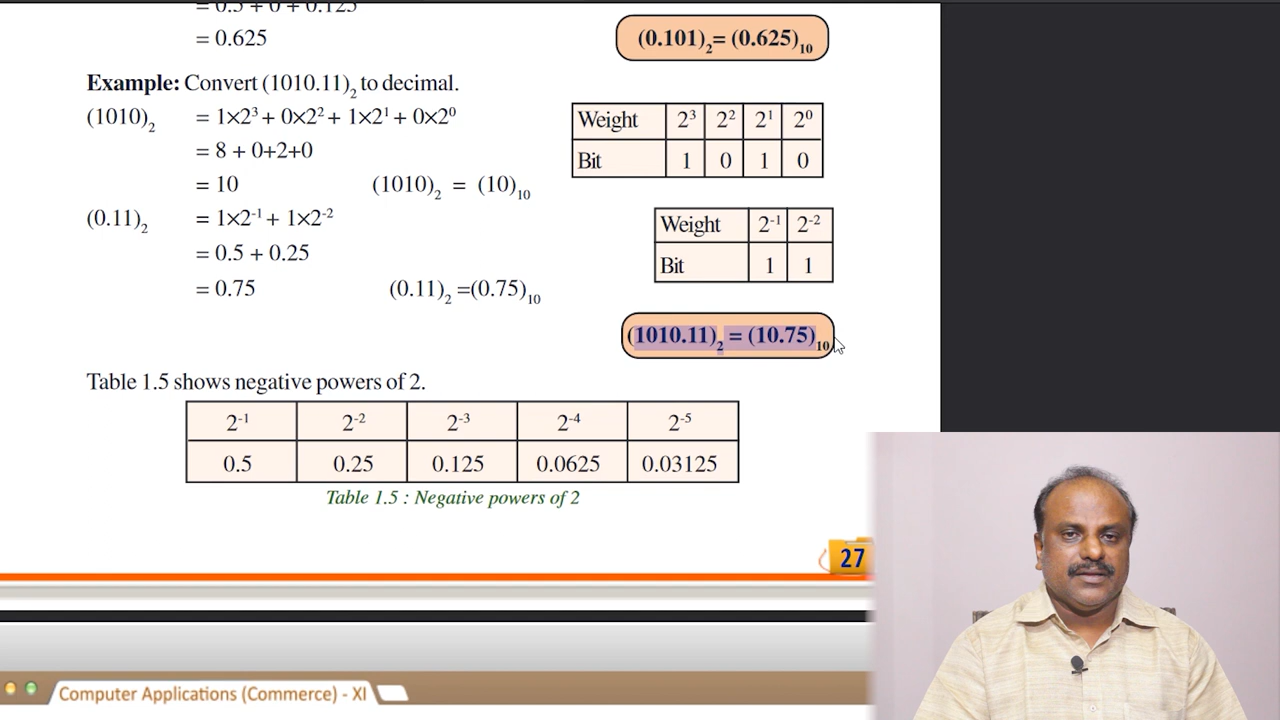 = 0.5 + 0 + 0.125
= 0.625
(0.101)₂= (0.625)₁₀
Example: Convert (1010.11)₂ to decimal.
(1010)₂ = 1×2³ + 0×2² + 1×2¹ + 0×2⁰
= 8 + 0+2+0
= 10 (1010)₂ = (10)₁₀
Weight 2³ 2² 2¹ 2⁰
Bit 1 0 1 0
(0.11)₂ = 1×2⁻¹ + 1×2⁻²
= 0.5 + 0.25
= 0.75 (0.11)₂ =(0.75)₁₀
Weight 2⁻¹ 2⁻²
Bit 1 1
(1010.11)₂ = (10.75)₁₀
Table 1.5 shows negative powers of 2.
2⁻¹ 2⁻² 2⁻³ 2⁻⁴ 2⁻⁵
0.5 0.25 0.125 0.0625 0.03125
Table 1.5 : Negative powers of 2
27
Computer Applications (Commerce) - XI